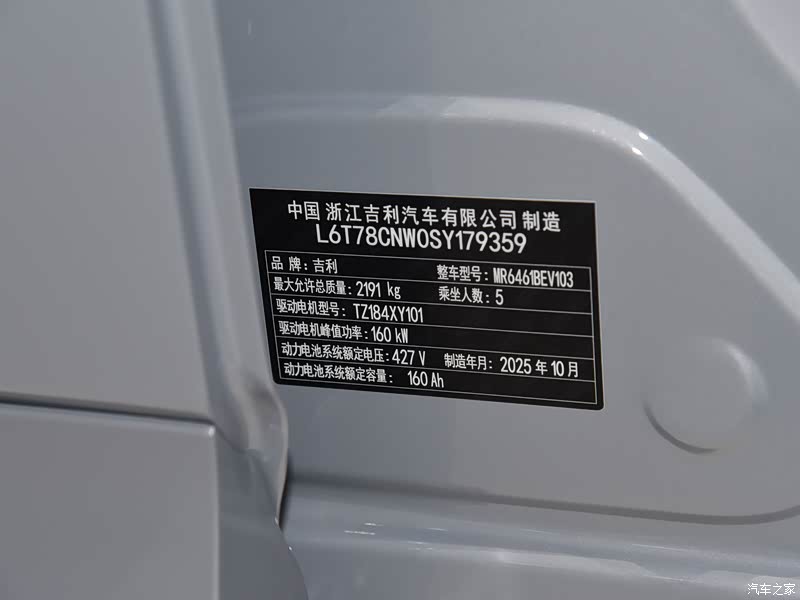 中国 浙江吉利汽车有限公司 制造
L6T78CNW0SY179359
品 牌:吉利 整车型号: MR6461BEV103
最大允许总质量: 2191 kg 乘坐人数: 5
驱动电机型号: TZ184XY101
驱动电机峰值功率: 160 kW
动力电池系统额定电压: 427 V 制造年月: 2025 年 10 月
动力电池系统额定容量: 160 Ah
汽车之家